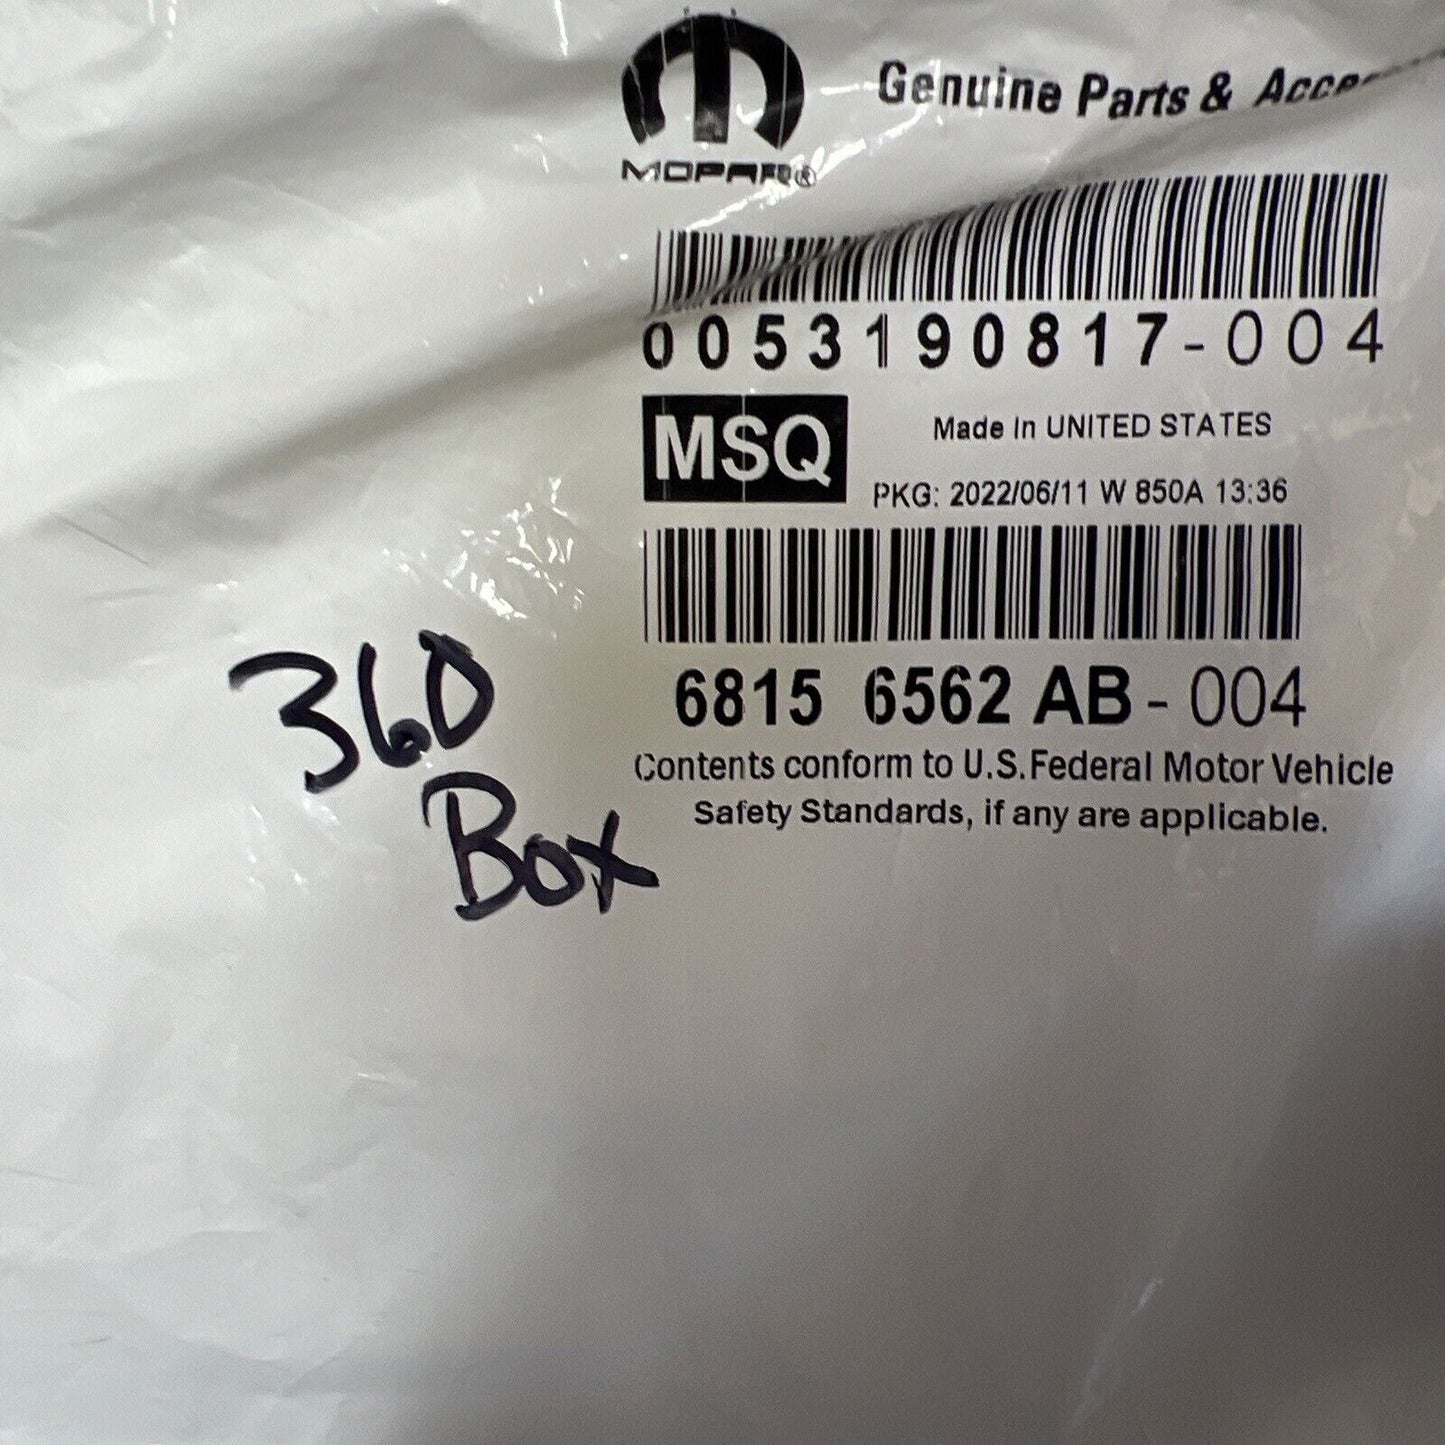 MOPAR®
Genuine Parts &
0053190817-004
MSQ
Made in UNITED STATES
PKG: 2022/06/11 W 850A 13:36
6815 6562 AB-004
Contents conform to U.S. Federal Motor Vehicle
Safety Standards, if any are applicable.
360
Box